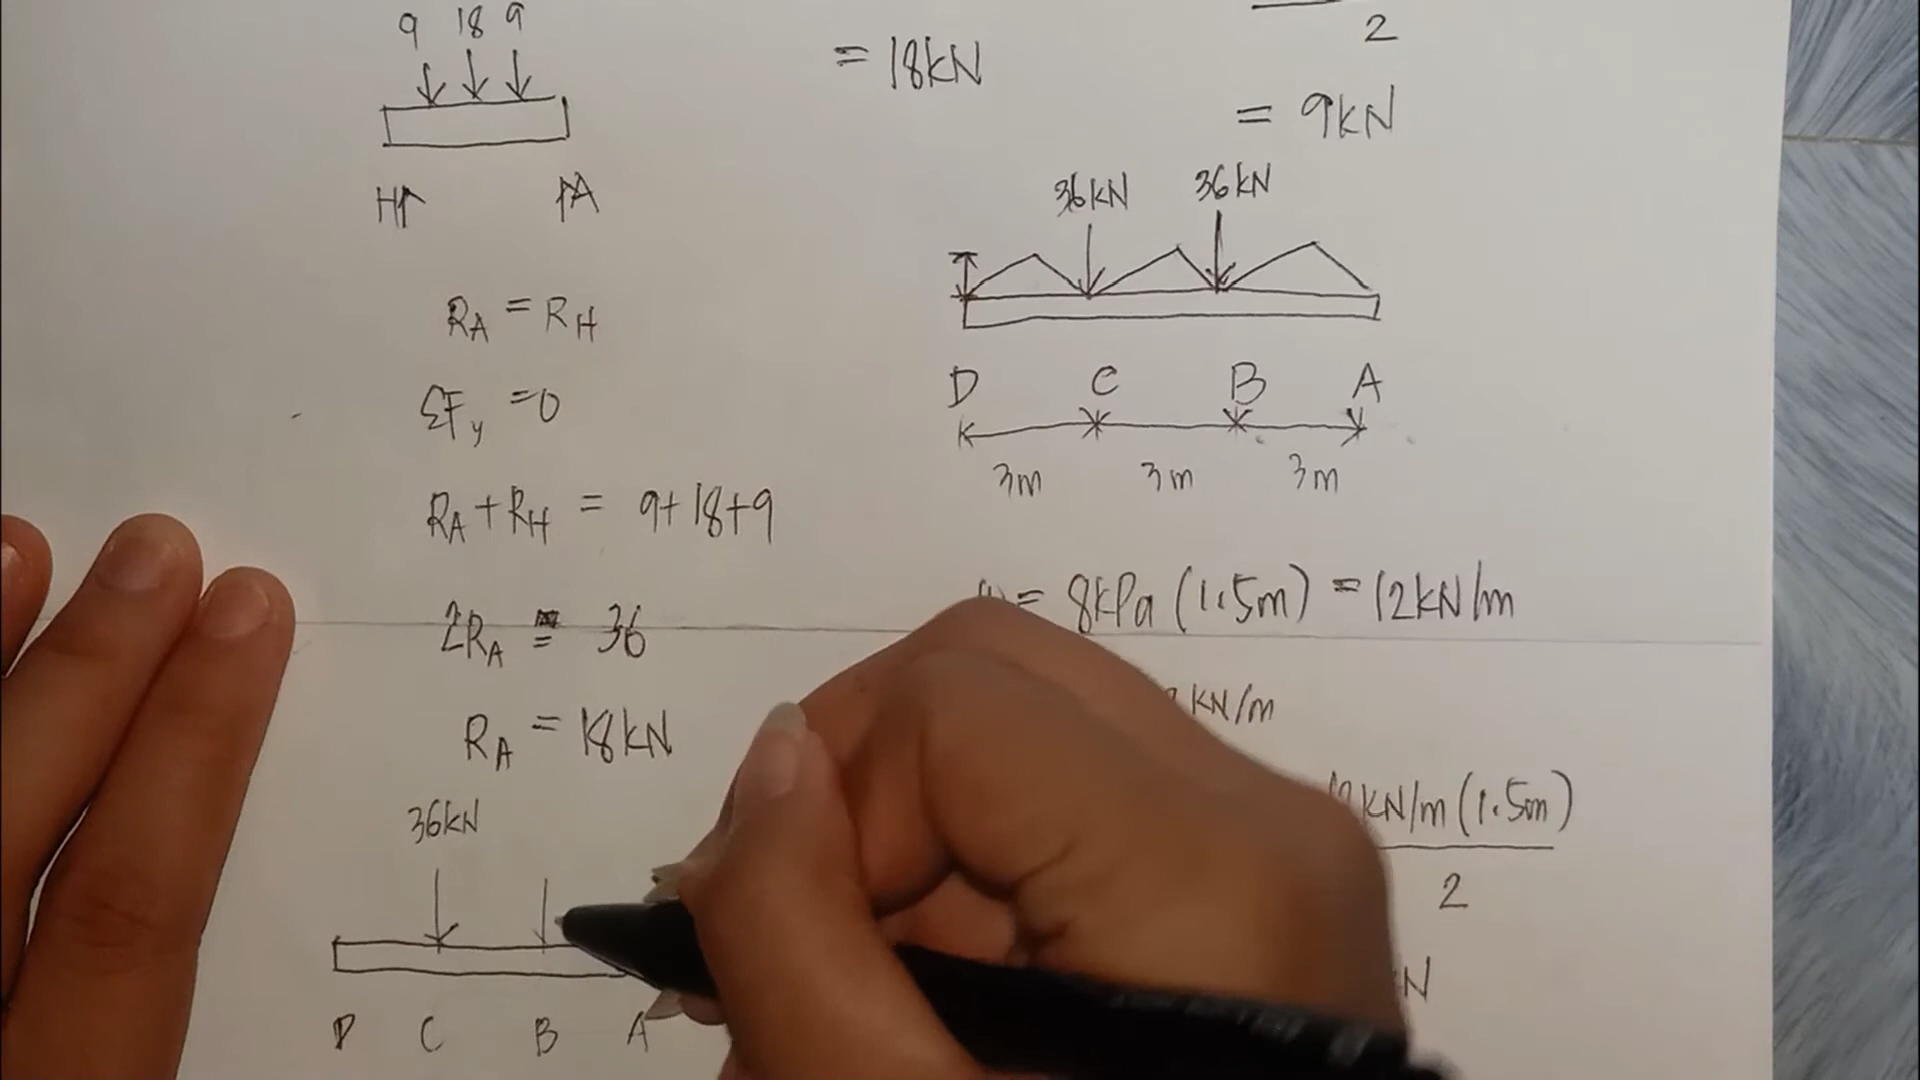 9 18 9
H↑ ↑A
R_A = R_H
ΣF_y = 0
R_A + R_H = 9+18+9
2R_A = 36
R_A = 18kN
36kN
D C B A
= 18kN
2
= 9kN
36kN 36kN
D C B A
3m 3m 3m
= 8kPa (1.5m) = 12kN/m
kN/m
kN/m (1.5m)
2
N